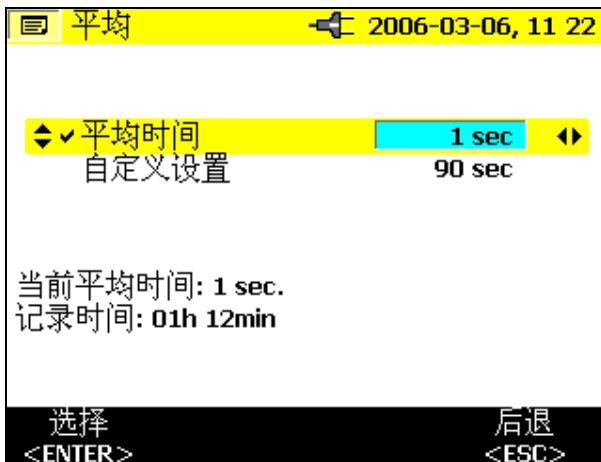 平均 2006-03-06, 11 22
平均时间 1 sec
自定义设置 90 sec
当前平均时间: 1 sec.
记录时间: 01h 12min
选择 后退
<ENTER> <ESC>